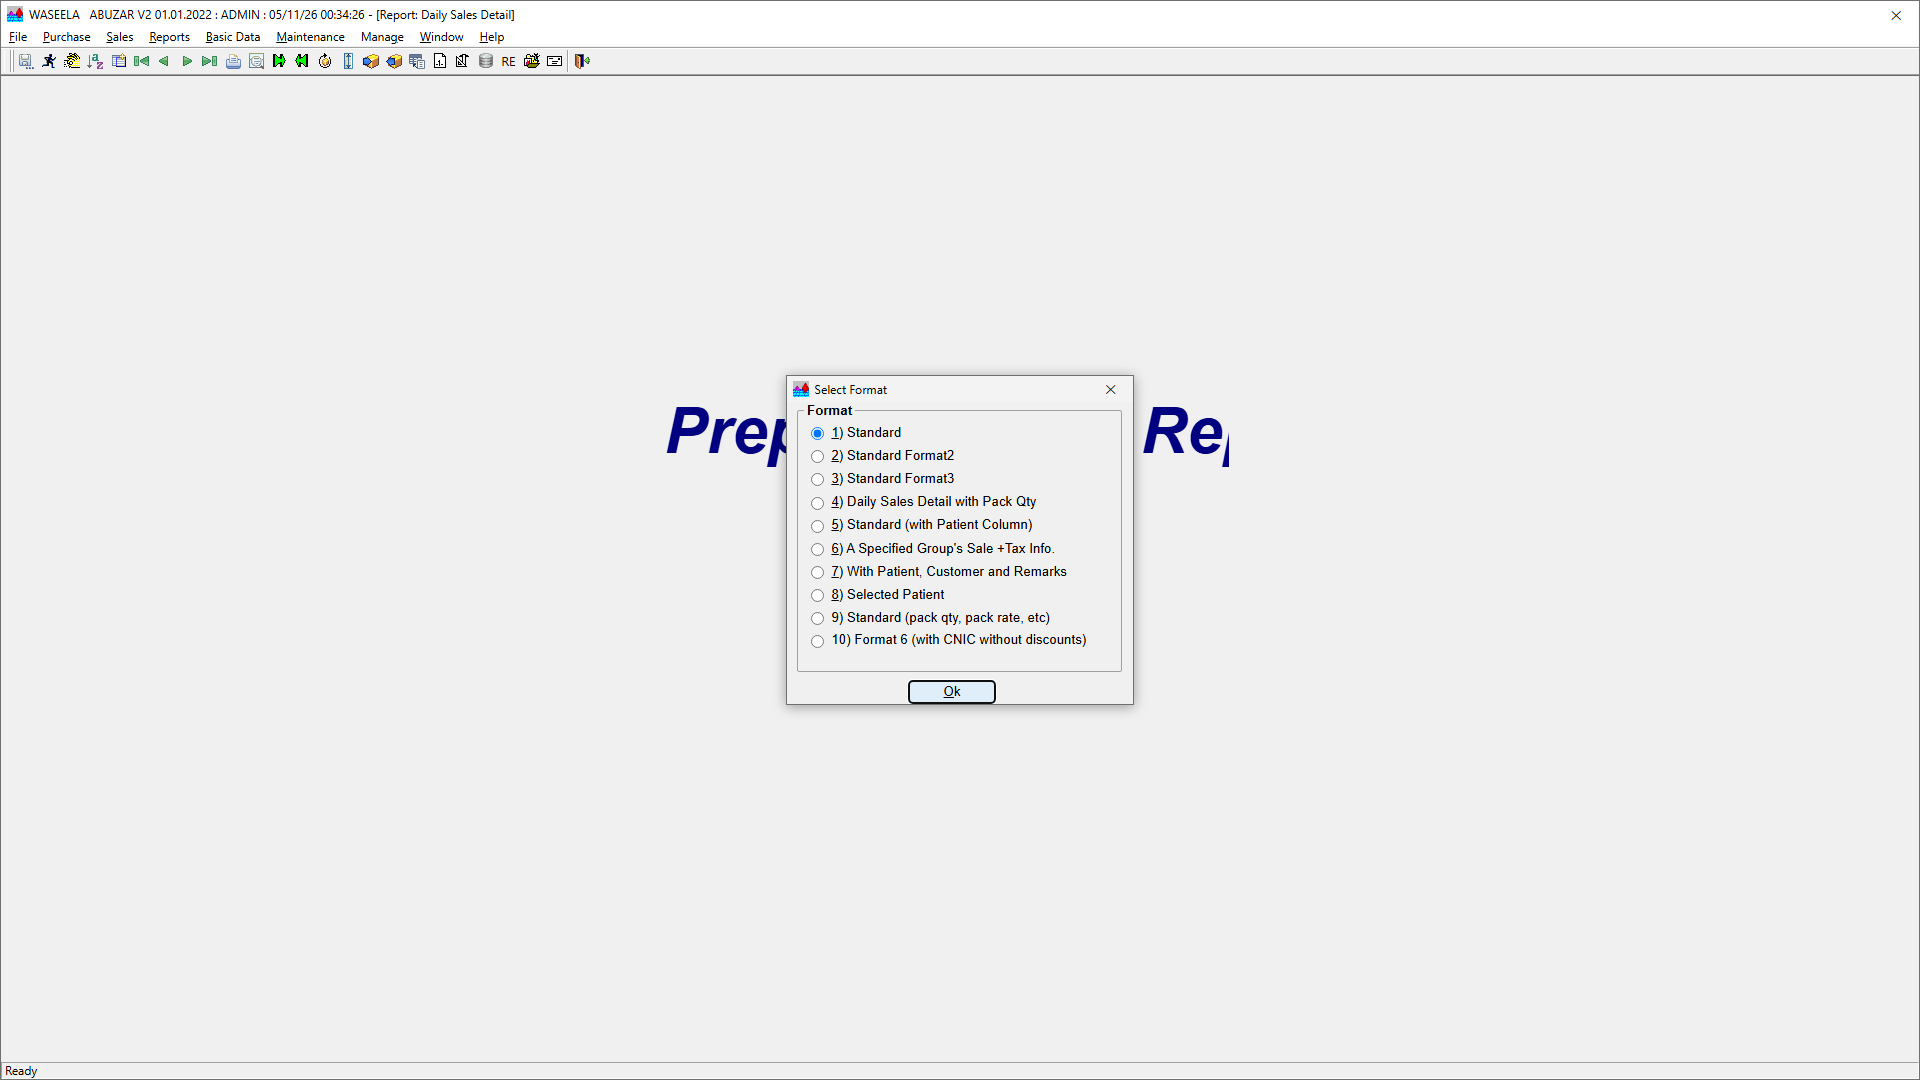 WASEELA   ABUZAR V2 01.01.2022 : ADMIN : 05/11/26 00:34:26 - [Report: Daily Sales Detail]
File  Purchase  Sales  Reports  Basic Data  Maintenance  Manage  Window  Help
RE
Select Format
Format
1) Standard
2) Standard Format2
3) Standard Format3
4) Daily Sales Detail with Pack Qty
5) Standard (with Patient Column)
6) A Specified Group's Sale +Tax Info.
7) With Patient, Customer and Remarks
8) Selected Patient
9) Standard (pack qty, pack rate, etc)
10) Format 6 (with CNIC without discounts)
Ok
Ready